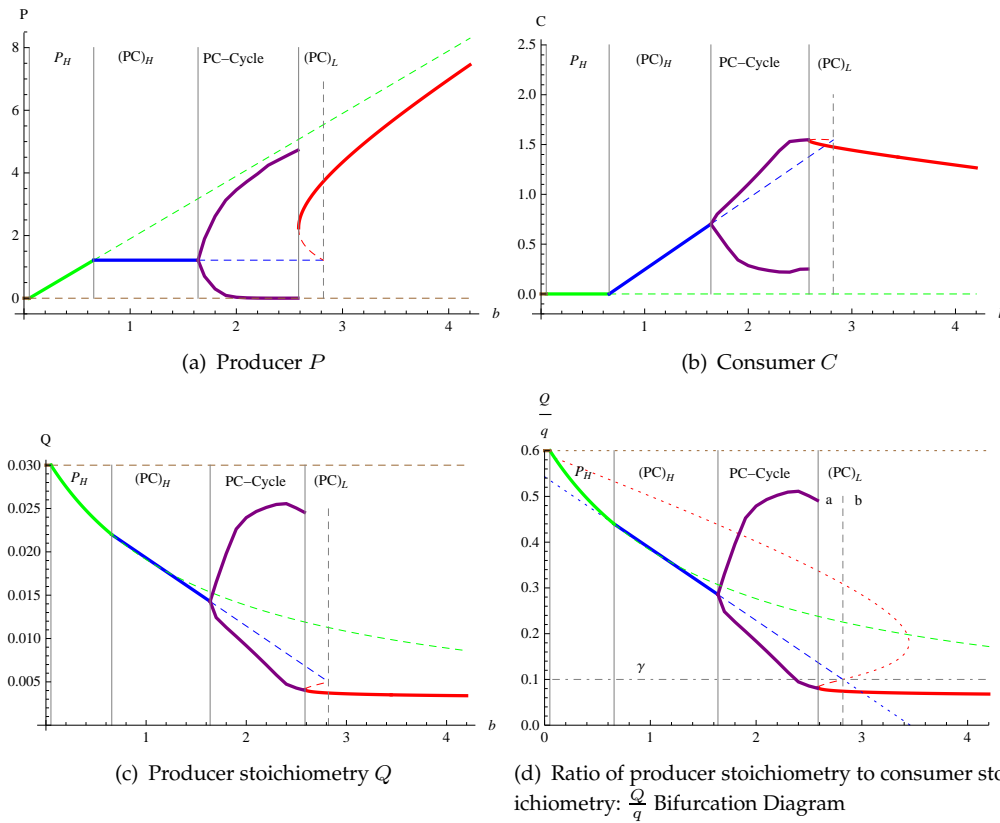 P
8
6
4
2
0
P_H
(PC)_H
PC–Cycle
(PC)_L
1
2
3
4
b
(a) Producer P
C
2.5
2.0
1.5
1.0
0.5
0.0
P_H
(PC)_H
PC–Cycle
(PC)_L
1
2
3
4
(b) Consumer C
Q
0.030
0.025
0.020
0.015
0.010
0.005
P_H
(PC)_H
PC–Cycle
(PC)_L
1
2
3
4
b
(c) Producer stoichiometry Q
Q
q
0.6
0.5
0.4
0.3
0.2
0.1
0.0
P_H
(PC)_H
PC–Cycle
(PC)_L
a b
γ
0
1
2
3
4
(d) Ratio of producer stoichiometry to consumer sto
ichiometry: Q/q Bifurcation Diagram